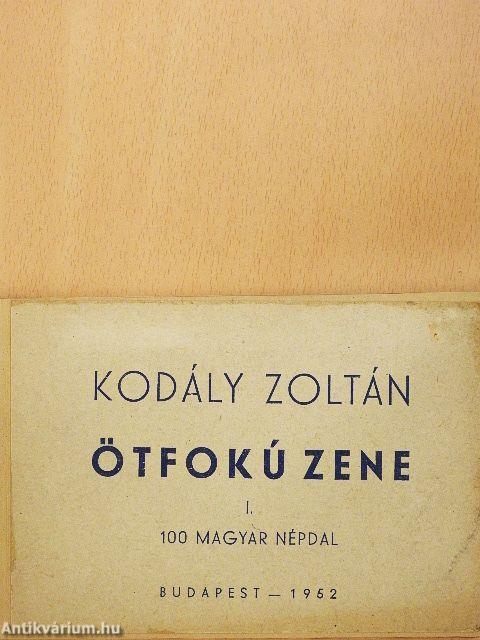 KODÁLY ZOLTÁN
ÖTFOKÚ ZENE
I.
100 MAGYAR NÉPDAL
BUDAPEST — 1952
Antikvárium.hu